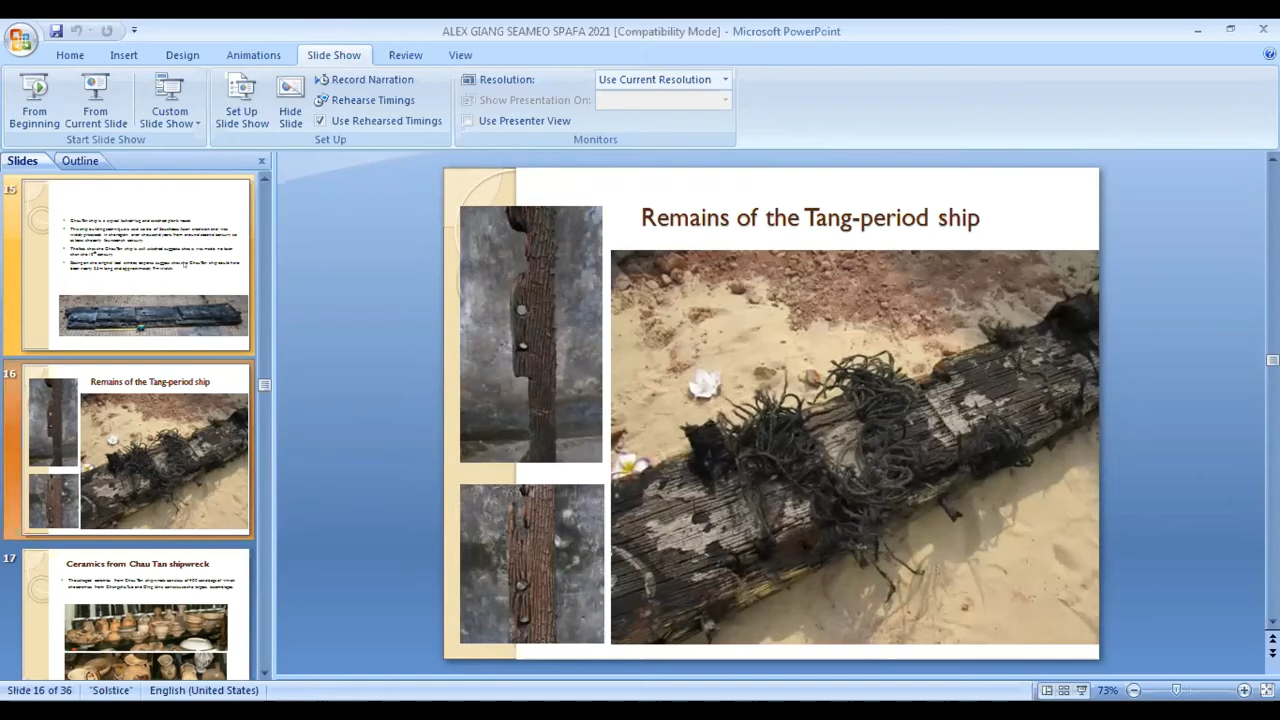 ALEX GIANG SEAMEO SPAFA 2021 [Compatibility Mode] - Microsoft PowerPoint
Home Insert Design Animations Slide Show Review View
From Beginning
From Current Slide
Custom Slide Show
Start Slide Show
Set Up Slide Show
Hide Slide
Record Narration
Rehearse Timings
Use Rehearsed Timings
Set Up
Resolution: Use Current Resolution
Show Presentation On:
Use Presenter View
Monitors
Slides Outline
15
16
Remains of the Tang-period ship
17
Ceramics from Chau Tan shipwreck
Remains of the Tang-period ship
Slide 16 of 36 "Solstice" English (United States) 73%